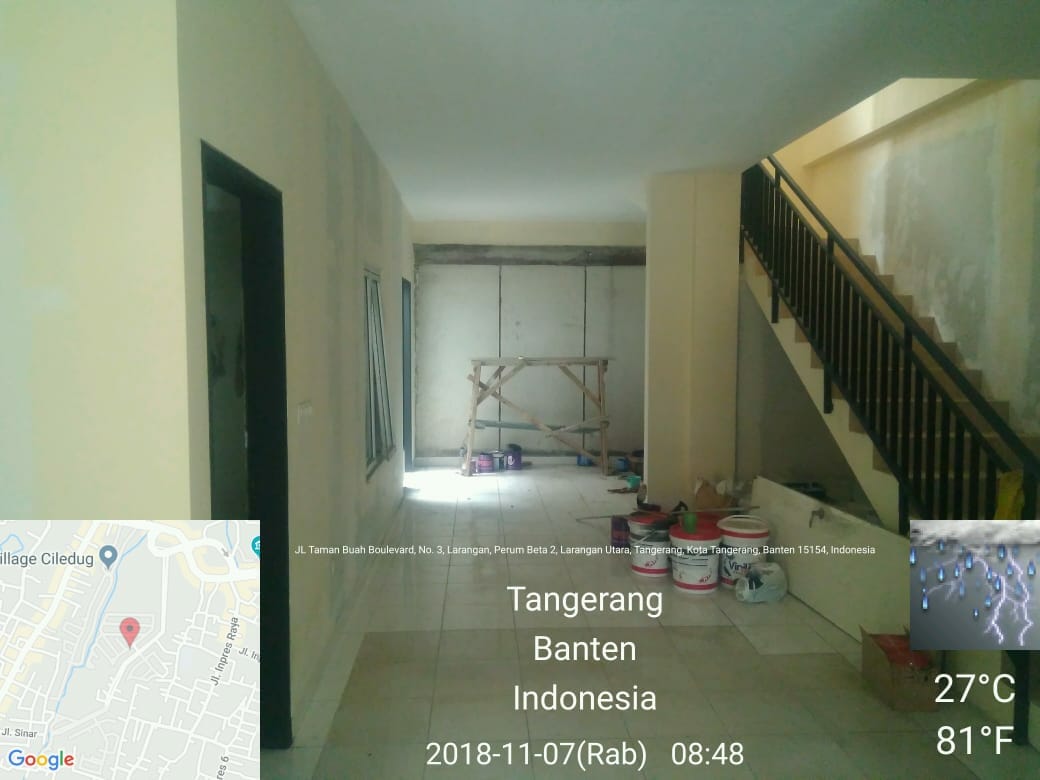 JL Taman Buah Boulevard, No. 3, Larangan, Perum Beta 2, Larangan Utara, Tangerang, Kota Tangerang, Banten 15154, Indonesia
illage Ciledug
Tangerang
Banten
Indonesia
2018-11-07(Rab) 08:48
27°C
81°F
Jl. Inpres Raya
Jl. Sinar
Google